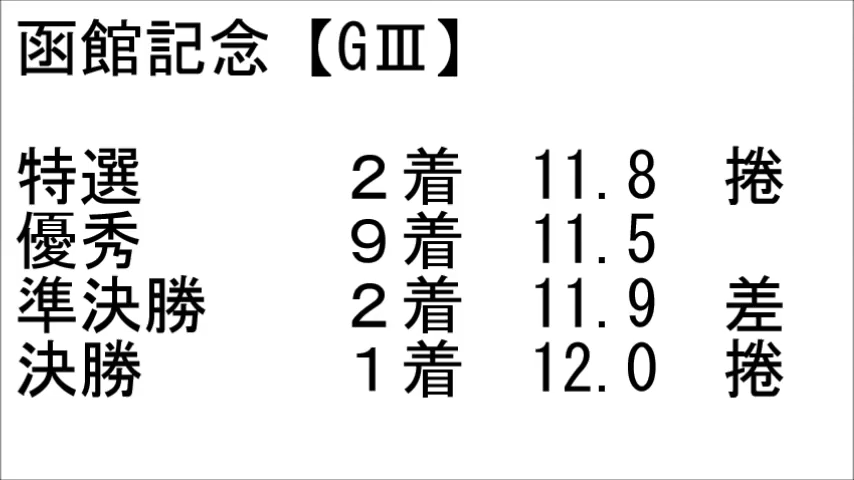 函館記念【GⅢ】
特選 2着 11.8 捲
優秀 9着 11.5
準決勝 2着 11.9 差
決勝 1着 12.0 捲